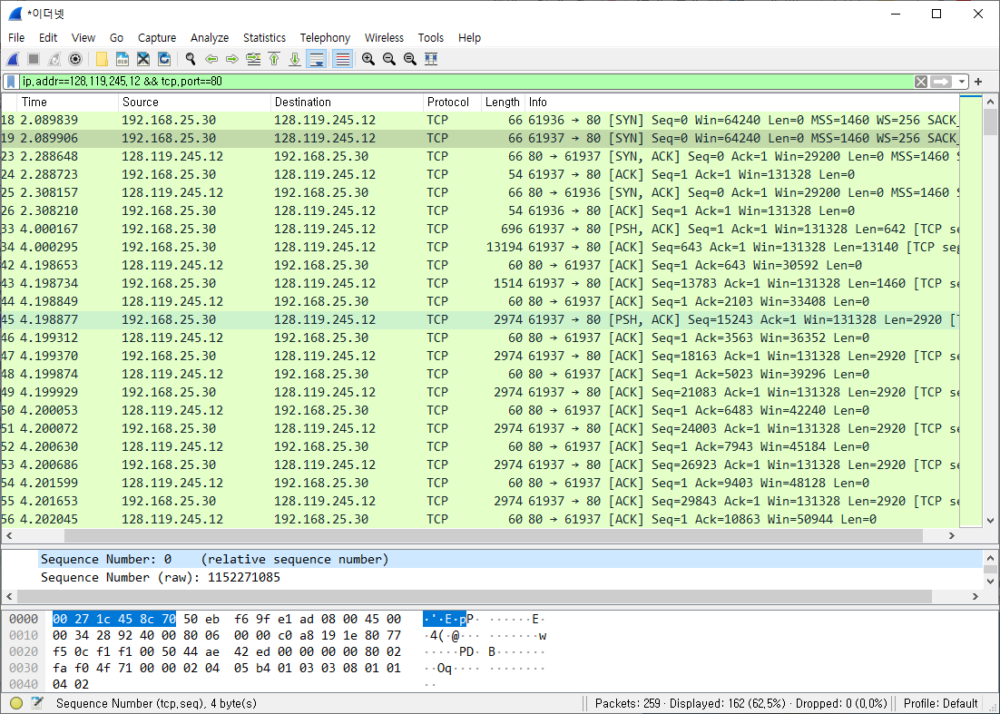 *이더넷
File Edit View Go Capture Analyze Statistics Telephony Wireless Tools Help
ip.addr==128.119.245.12 && tcp.port==80
Time Source Destination Protocol Length Info
18 2.089839 192.168.25.30 128.119.245.12 TCP 66 61936 → 80 [SYN] Seq=0 Win=64240 Len=0 MSS=1460 WS=256 SACK_
19 2.089906 192.168.25.30 128.119.245.12 TCP 66 61937 → 80 [SYN] Seq=0 Win=64240 Len=0 MSS=1460 WS=256 SACK_
23 2.288648 128.119.245.12 192.168.25.30 TCP 66 80 → 61937 [SYN, ACK] Seq=0 Ack=1 Win=29200 Len=0 MSS=1460 S
24 2.288723 192.168.25.30 128.119.245.12 TCP 54 61937 → 80 [ACK] Seq=1 Ack=1 Win=131328 Len=0
25 2.308157 128.119.245.12 192.168.25.30 TCP 66 80 → 61936 [SYN, ACK] Seq=0 Ack=1 Win=29200 Len=0 MSS=1460 S
26 2.308210 192.168.25.30 128.119.245.12 TCP 54 61936 → 80 [ACK] Seq=1 Ack=1 Win=131328 Len=0
33 4.000167 192.168.25.30 128.119.245.12 TCP 696 61937 → 80 [PSH, ACK] Seq=1 Ack=1 Win=131328 Len=642 [TCP se
34 4.000295 192.168.25.30 128.119.245.12 TCP 13194 61937 → 80 [ACK] Seq=643 Ack=1 Win=131328 Len=13140 [TCP seg
42 4.198653 128.119.245.12 192.168.25.30 TCP 60 80 → 61937 [ACK] Seq=1 Ack=643 Win=30592 Len=0
43 4.198734 192.168.25.30 128.119.245.12 TCP 1514 61937 → 80 [ACK] Seq=13783 Ack=1 Win=131328 Len=1460 [TCP se
44 4.198849 128.119.245.12 192.168.25.30 TCP 60 80 → 61937 [ACK] Seq=1 Ack=2103 Win=33408 Len=0
45 4.198877 192.168.25.30 128.119.245.12 TCP 2974 61937 → 80 [PSH, ACK] Seq=15243 Ack=1 Win=131328 Len=2920 [T
46 4.199312 128.119.245.12 192.168.25.30 TCP 60 80 → 61937 [ACK] Seq=1 Ack=3563 Win=36352 Len=0
47 4.199370 192.168.25.30 128.119.245.12 TCP 2974 61937 → 80 [ACK] Seq=18163 Ack=1 Win=131328 Len=2920 [TCP se
48 4.199874 128.119.245.12 192.168.25.30 TCP 60 80 → 61937 [ACK] Seq=1 Ack=5023 Win=39296 Len=0
49 4.199929 192.168.25.30 128.119.245.12 TCP 2974 61937 → 80 [ACK] Seq=21083 Ack=1 Win=131328 Len=2920 [TCP se
50 4.200053 128.119.245.12 192.168.25.30 TCP 60 80 → 61937 [ACK] Seq=1 Ack=6483 Win=42240 Len=0
51 4.200072 192.168.25.30 128.119.245.12 TCP 2974 61937 → 80 [ACK] Seq=24003 Ack=1 Win=131328 Len=2920 [TCP se
52 4.200630 128.119.245.12 192.168.25.30 TCP 60 80 → 61937 [ACK] Seq=1 Ack=7943 Win=45184 Len=0
53 4.200686 192.168.25.30 128.119.245.12 TCP 2974 61937 → 80 [ACK] Seq=26923 Ack=1 Win=131328 Len=2920 [TCP se
54 4.201599 128.119.245.12 192.168.25.30 TCP 60 80 → 61937 [ACK] Seq=1 Ack=9403 Win=48128 Len=0
55 4.201653 192.168.25.30 128.119.245.12 TCP 2974 61937 → 80 [ACK] Seq=29843 Ack=1 Win=131328 Len=2920 [TCP se
56 4.202045 128.119.245.12 192.168.25.30 TCP 60 80 → 61937 [ACK] Seq=1 Ack=10863 Win=50944 Len=0
Sequence Number: 0 (relative sequence number)
Sequence Number (raw): 1152271085
0000 00 27 1c 45 8c 70 50 eb f6 9f e1 ad 08 00 45 00 ·'·E·pP· ······E·
0010 00 34 28 92 40 00 80 06 00 00 c0 a8 19 1e 80 77 ·4(·@··· ·······w
0020 f5 0c f1 f1 00 50 44 ae 42 ed 00 00 00 00 80 02 ·····PD· B·······
0030 fa f0 4f 71 00 00 02 04 05 b4 01 03 03 08 01 01 ··Oq···· ········
0040 04 02 ··
Sequence Number (tcp.seq), 4 byte(s) Packets: 259 · Displayed: 162 (62.5%) · Dropped: 0 (0.0%) Profile: Default